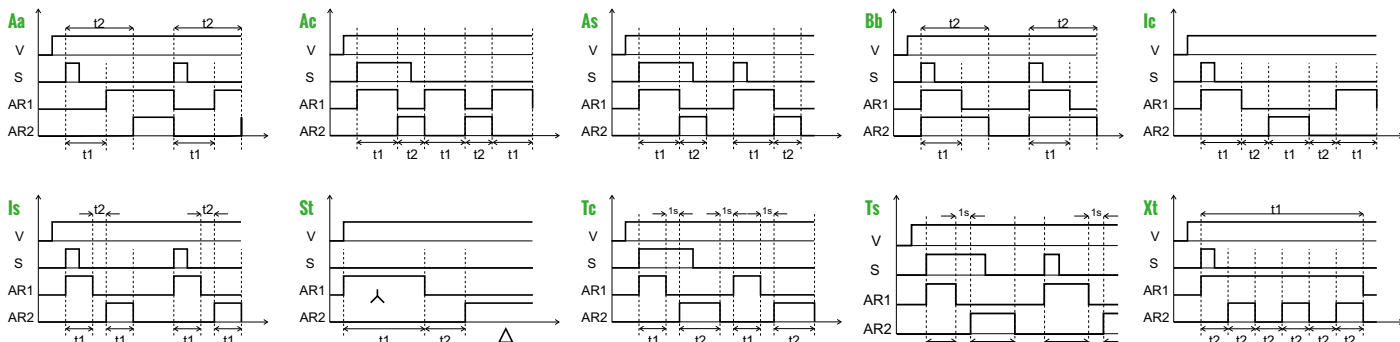 Aa
t2 t2
V
S
AR1
AR2
t1 t1
Ac
V
S
AR1
AR2
t1 t2 t1 t2 t1
As
V
S
AR1
AR2
t1 t2 t1 t2
Bb
t2 t2
V
S
AR1
AR2
t1 t1
Ic
V
S
AR1
AR2
t1 t2 t1 t2 t1
Is
t2 t2
V
S
AR1
AR2
t1 t1 t1 t1
St
V
S
AR1
AR2
t1 t2
Tc
1s 1s 1s
V
S
AR1
AR2
t1 t2 t1 t2
Ts
1s 1s
V
S
AR1
AR2
Xt
t1
V
S
AR1
AR2
t2 t2 t2 t2 t2 t2